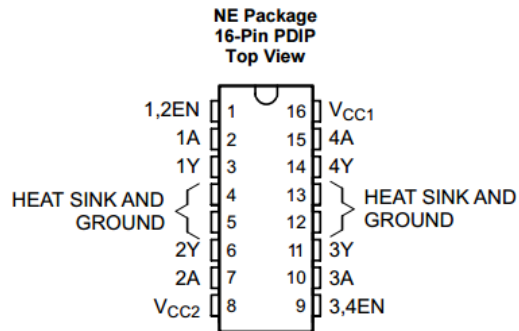 NE Package
16-Pin PDIP
Top View
1,2EN 1 16 VCC1
1A 2 15 4A
1Y 3 14 4Y
HEAT SINK AND GROUND 4 13 HEAT SINK AND GROUND
5 12
2Y 6 11 3Y
2A 7 10 3A
VCC2 8 9 3,4EN